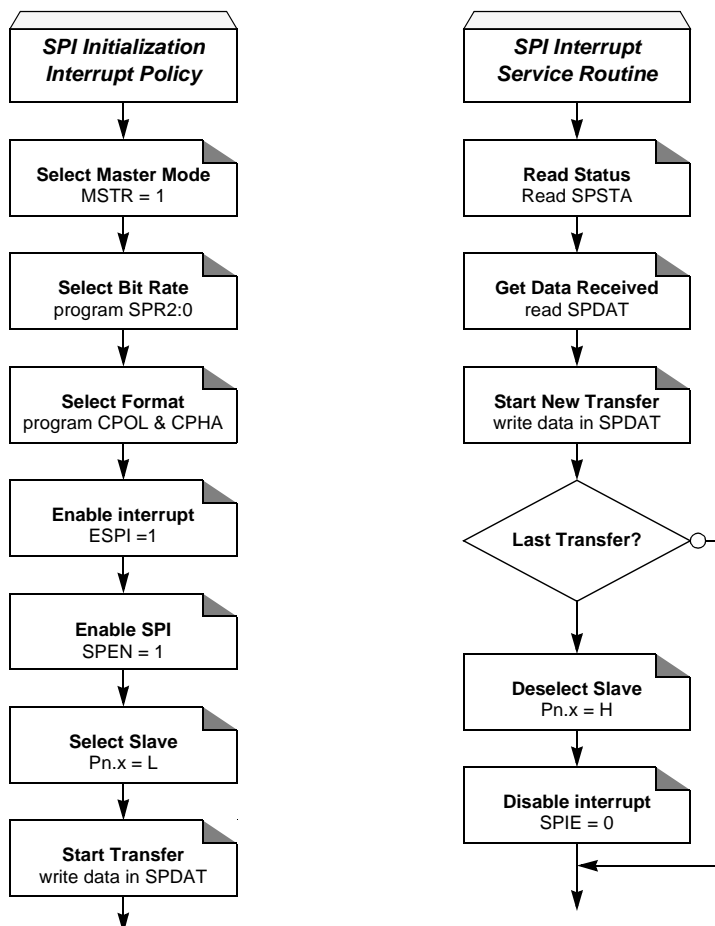 SPI Initialization
Interrupt Policy
Select Master Mode
MSTR = 1
Select Bit Rate
program SPR2:0
Select Format
program CPOL & CPHA
Enable interrupt
ESPI =1
Enable SPI
SPEN = 1
Select Slave
Pn.x = L
Start Transfer
write data in SPDAT
SPI Interrupt
Service Routine
Read Status
Read SPSTA
Get Data Received
read SPDAT
Start New Transfer
write data in SPDAT
Last Transfer?
Deselect Slave
Pn.x = H
Disable interrupt
SPIE = 0